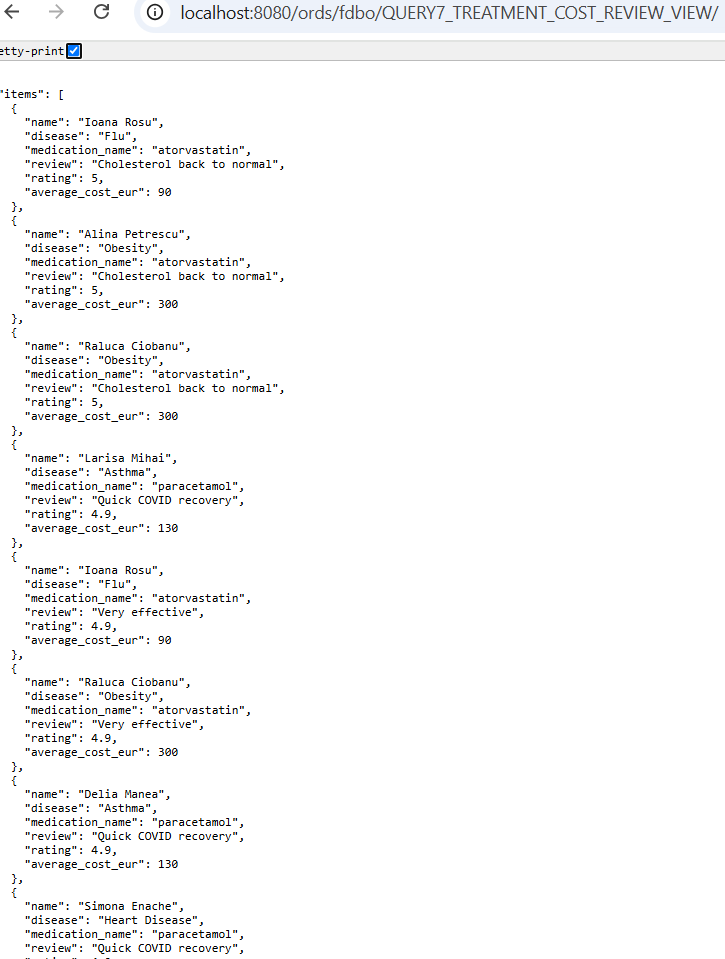 localhost:8080/ords/fdbo/QUERY7_TREATMENT_COST_REVIEW_VIEW/
etty-print
"items": [
{
"name": "Ioana Rosu",
"disease": "Flu",
"medication_name": "atorvastatin",
"review": "Cholesterol back to normal",
"rating": 5,
"average_cost_eur": 90
},
{
"name": "Alina Petrescu",
"disease": "Obesity",
"medication_name": "atorvastatin",
"review": "Cholesterol back to normal",
"rating": 5,
"average_cost_eur": 300
},
{
"name": "Raluca Ciobanu",
"disease": "Obesity",
"medication_name": "atorvastatin",
"review": "Cholesterol back to normal",
"rating": 5,
"average_cost_eur": 300
},
{
"name": "Larisa Mihai",
"disease": "Asthma",
"medication_name": "paracetamol",
"review": "Quick COVID recovery",
"rating": 4.9,
"average_cost_eur": 130
},
{
"name": "Ioana Rosu",
"disease": "Flu",
"medication_name": "atorvastatin",
"review": "Very effective",
"rating": 4.9,
"average_cost_eur": 90
},
{
"name": "Raluca Ciobanu",
"disease": "Obesity",
"medication_name": "atorvastatin",
"review": "Very effective",
"rating": 4.9,
"average_cost_eur": 300
},
{
"name": "Delia Manea",
"disease": "Asthma",
"medication_name": "paracetamol",
"review": "Quick COVID recovery",
"rating": 4.9,
"average_cost_eur": 130
},
{
"name": "Simona Enache",
"disease": "Heart Disease",
"medication_name": "paracetamol",
"review": "Quick COVID recovery",